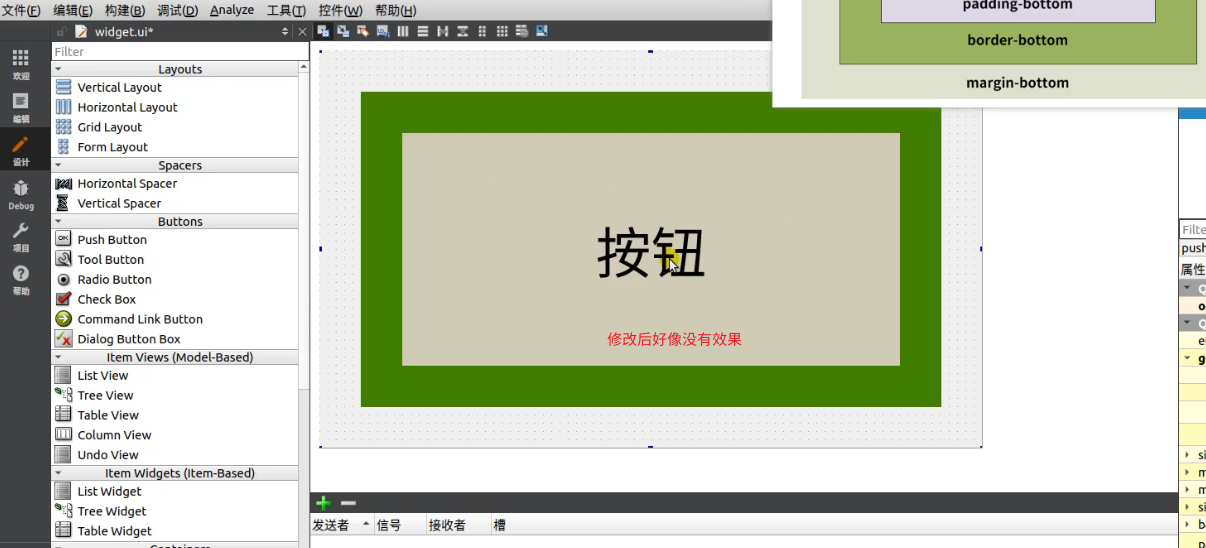 文件(F) 编辑(E) 构建(B) 调试(D) Analyze 工具(T) 控件(W) 帮助(H)
widget.ui*
Filter
Layouts
Vertical Layout
Horizontal Layout
Grid Layout
Form Layout
Spacers
Horizontal Spacer
Vertical Spacer
Buttons
Push Button
OK
Tool Button
Radio Button
Check Box
Command Link Button
Dialog Button Box
Item Views (Model-Based)
List View
Tree View
Table View
Column View
Undo View
Item Widgets (Item-Based)
List Widget
Tree Widget
Table Widget
Containers
欢迎
编辑
设计
Debug
项目
帮助
按钮
修改后好像没有效果
padding-bottom
border-bottom
margin-bottom
发送者 信号 接收者 槽
Filte
push
属性